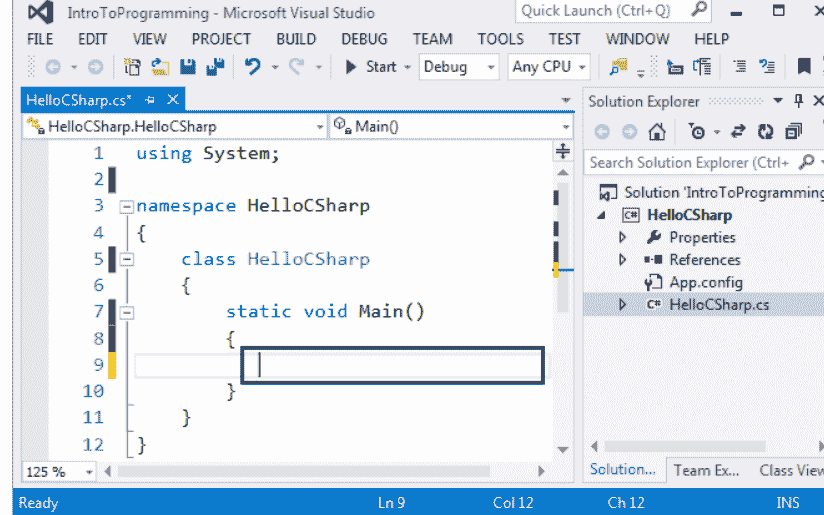 IntroToProgramming - Microsoft Visual Studio
Quick Launch (Ctrl+Q)
FILE EDIT VIEW PROJECT BUILD DEBUG TEAM TOOLS TEST WINDOW HELP
Start Debug Any CPU
HelloCSharp.cs*
HelloCSharp.HelloCSharp Main()
1 using System;
2
3 namespace HelloCSharp
4 {
5 class HelloCSharp
6 {
7 static void Main()
8 {
9
10 }
11 }
12 }
125 %
Solution Explorer
Search Solution Explorer (Ctrl+
Solution 'IntroToProgramming
C# HelloCSharp
Properties
References
App.config
C# HelloCSharp.cs
Solution... Team Ex... Class View
Ready Ln 9 Col 12 Ch 12 INS